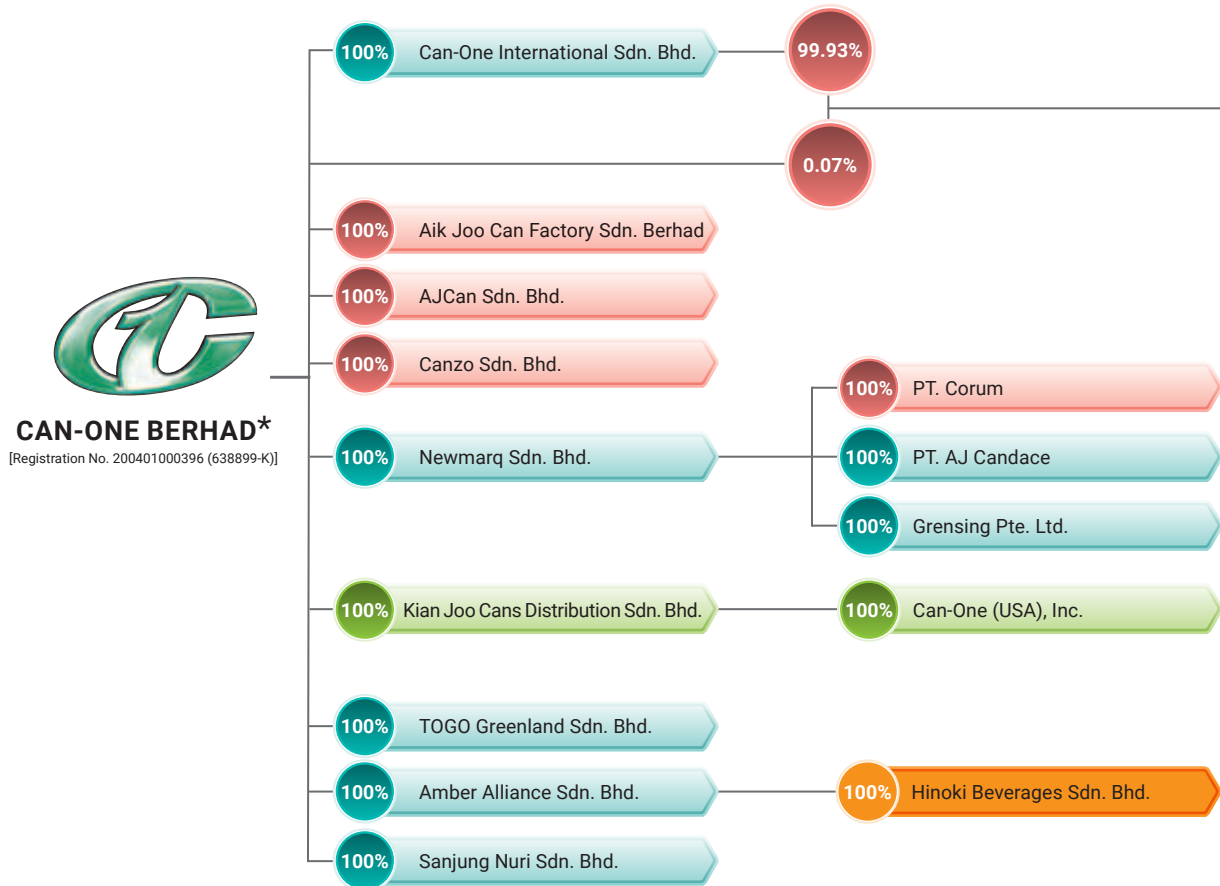 100% Can-One International Sdn. Bhd. 99.93%
0.07%
100% Aik Joo Can Factory Sdn. Berhad
100% AJCan Sdn. Bhd.
100% Canzo Sdn. Bhd.
CAN-ONE BERHAD*
[Registration No. 200401000396 (638899-K)]
100% Newmarq Sdn. Bhd.
100% PT. Corum
100% PT. AJ Candace
100% Grensing Pte. Ltd.
100% Kian Joo Cans Distribution Sdn. Bhd. 100% Can-One (USA), Inc.
100% TOGO Greenland Sdn. Bhd.
100% Amber Alliance Sdn. Bhd. 100% Hinoki Beverages Sdn. Bhd.
100% Sanjung Nuri Sdn. Bhd.